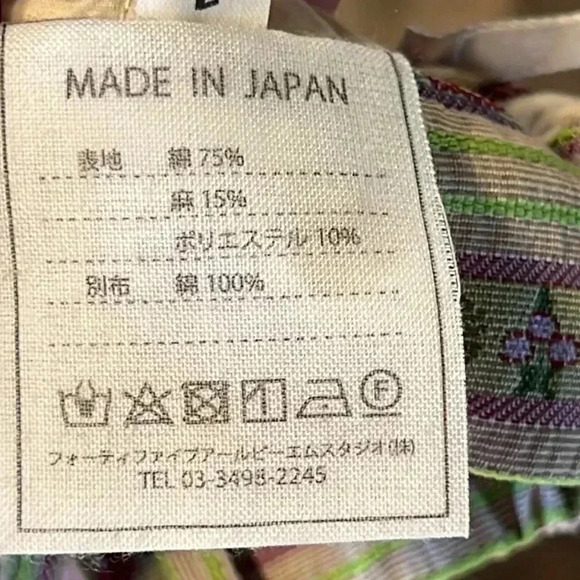 L
MADE IN JAPAN
表地 綿 75%
麻 15%
ポリエステル 10%
別布 綿 100%
F
フォーティファイブアールピーエムスタジオ(株)
TEL 03-3498-2245